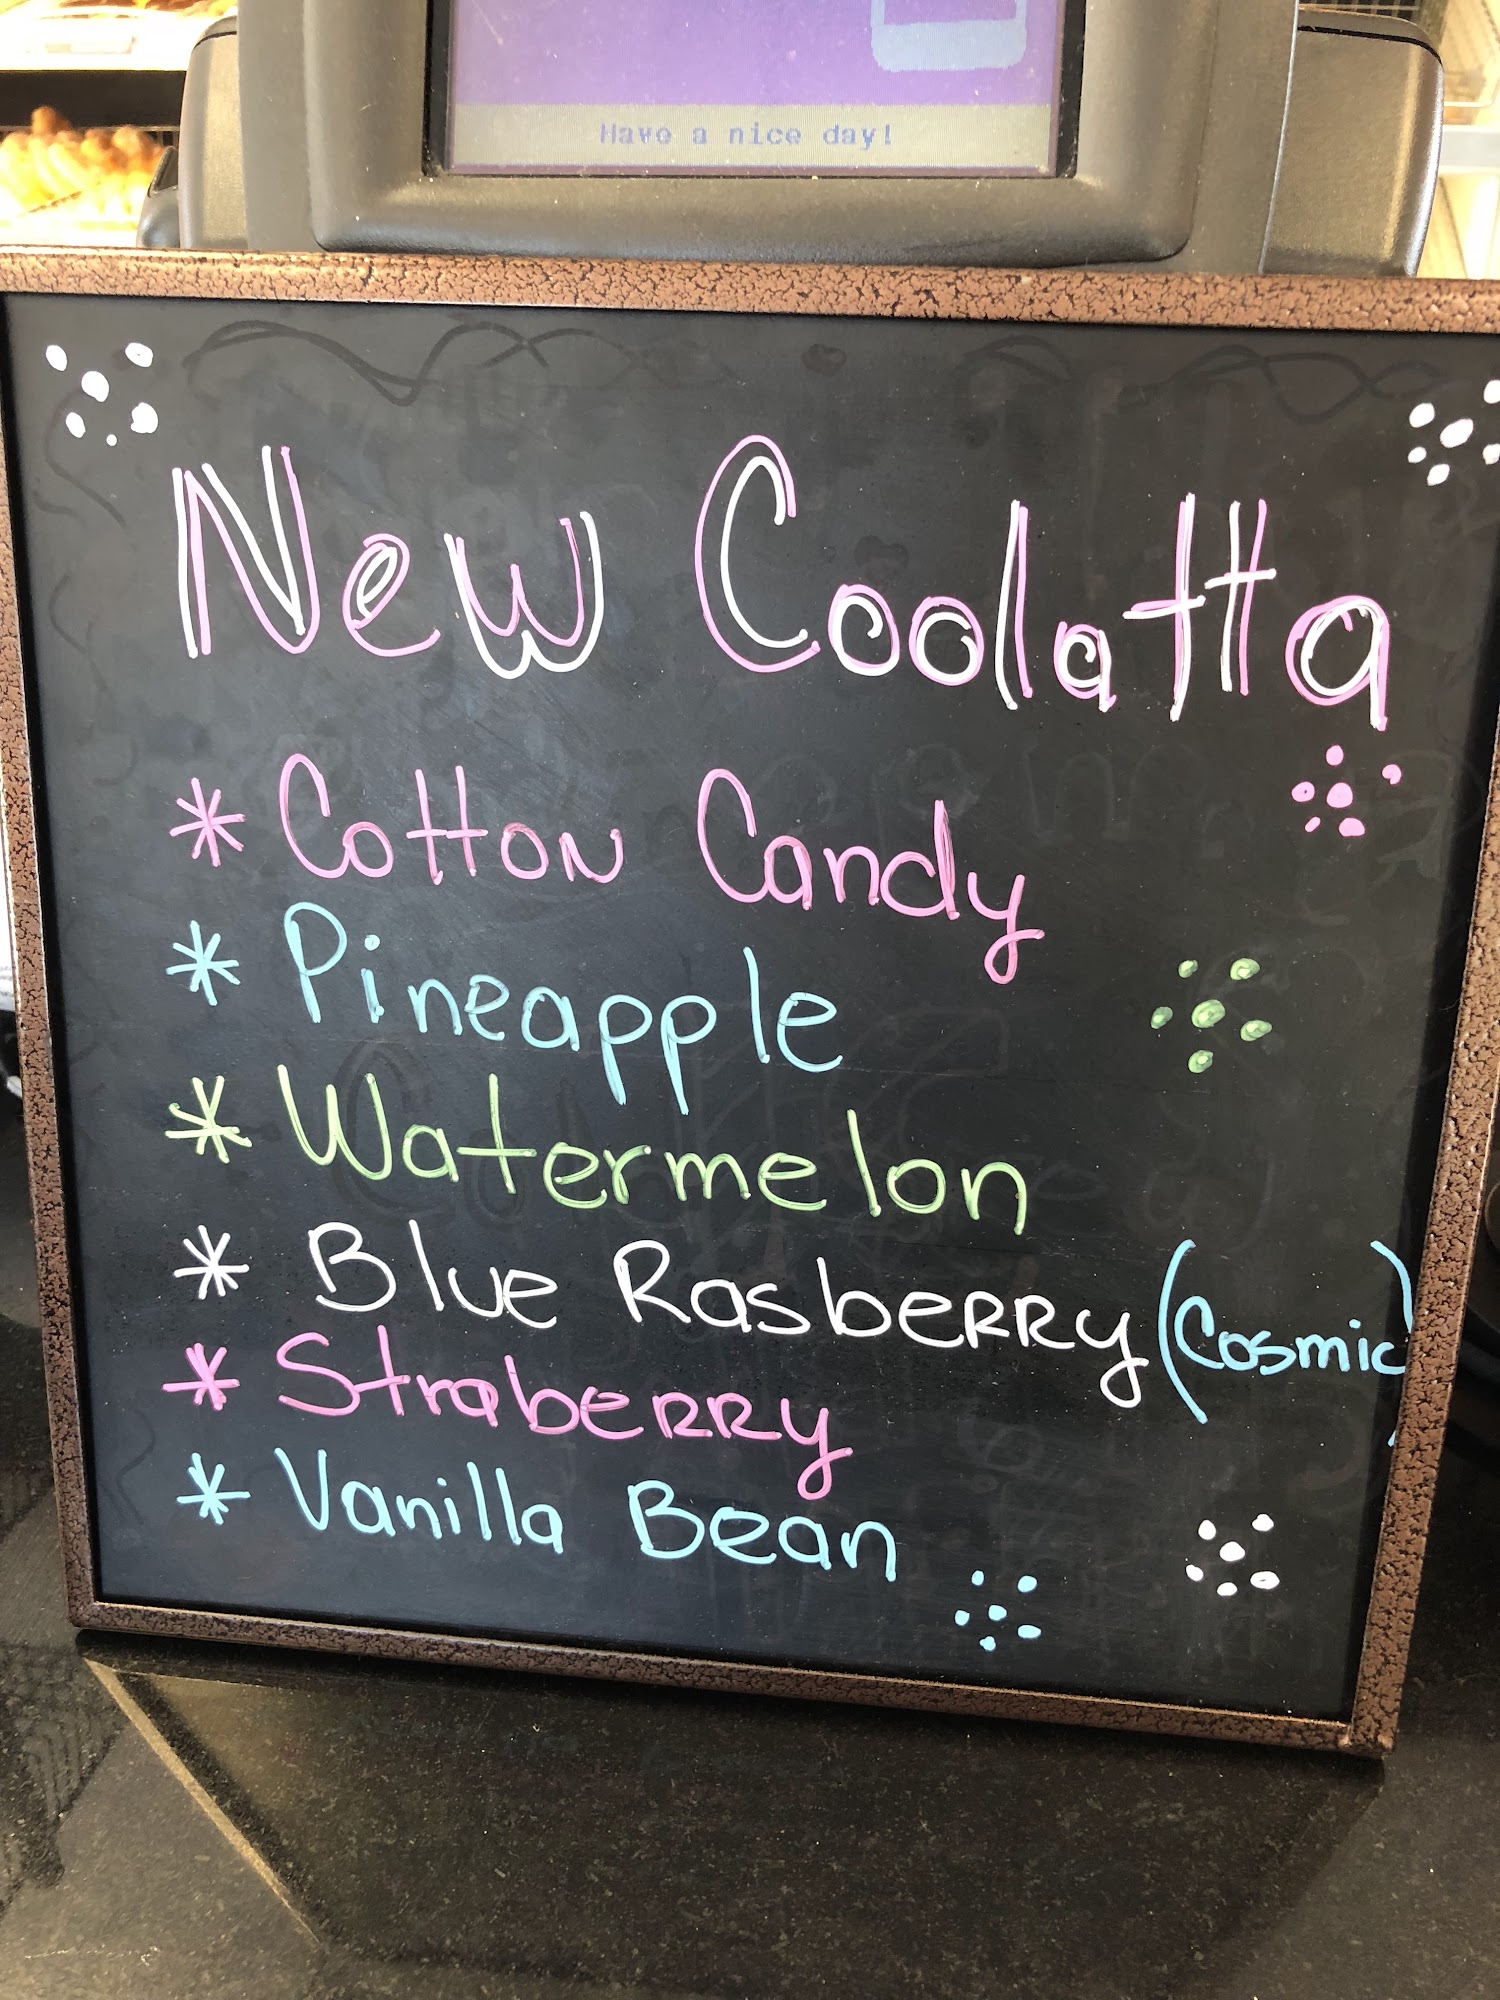 Have a nice day!
New Coolatta
* Cotton Candy
* Pineapple
* Watermelon
* Blue Rasberry (Cosmic)
* Straberry
* Vanilla Bean